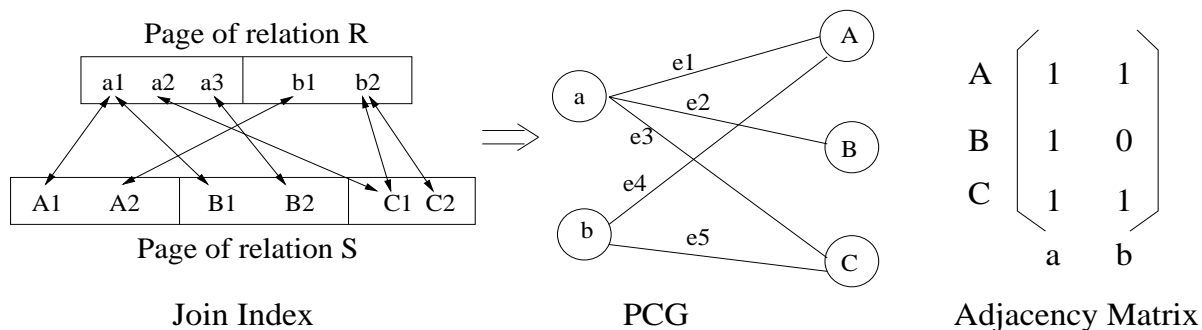 Page of relation R
a1 a2 a3 b1 b2
A1 A2 B1 B2 C1 C2
Page of relation S
Join Index
a
b
A
B
C
e1
e2
e3
e4
e5
PCG
A 1 1
B 1 0
C 1 1
a b
Adjacency Matrix